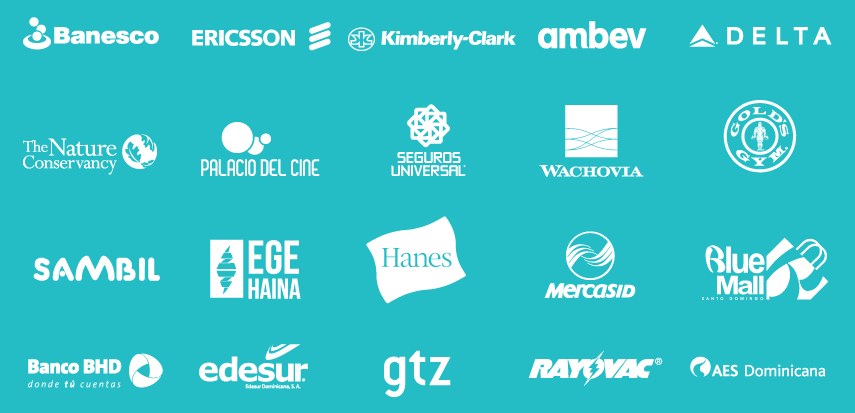 Banesco
ERICSSON
Kimberly-Clark
ambev
DELTA
The Nature
Conservancy
PALACIO DEL CINE
SEGUROS
UNIVERSAL
WACHOVIA
GOLD'S
GYM.
SAMBIL
EGE
HAINA
Hanes
MERCASID
BLUE
Mall
SANTO DOMINGO
Banco BHD
donde tú cuentas
edesur.
Edesur Dominicana, S.A.
gtz
RAYOVAC®
AES Dominicana